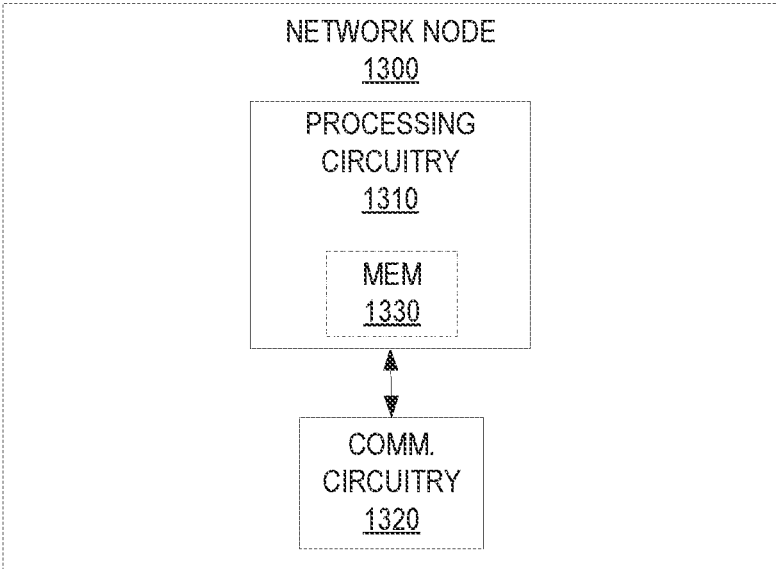 NETWORK NODE
1300
PROCESSING
CIRCUITRY
1310
MEM
1330
COMM.
CIRCUITRY
1320